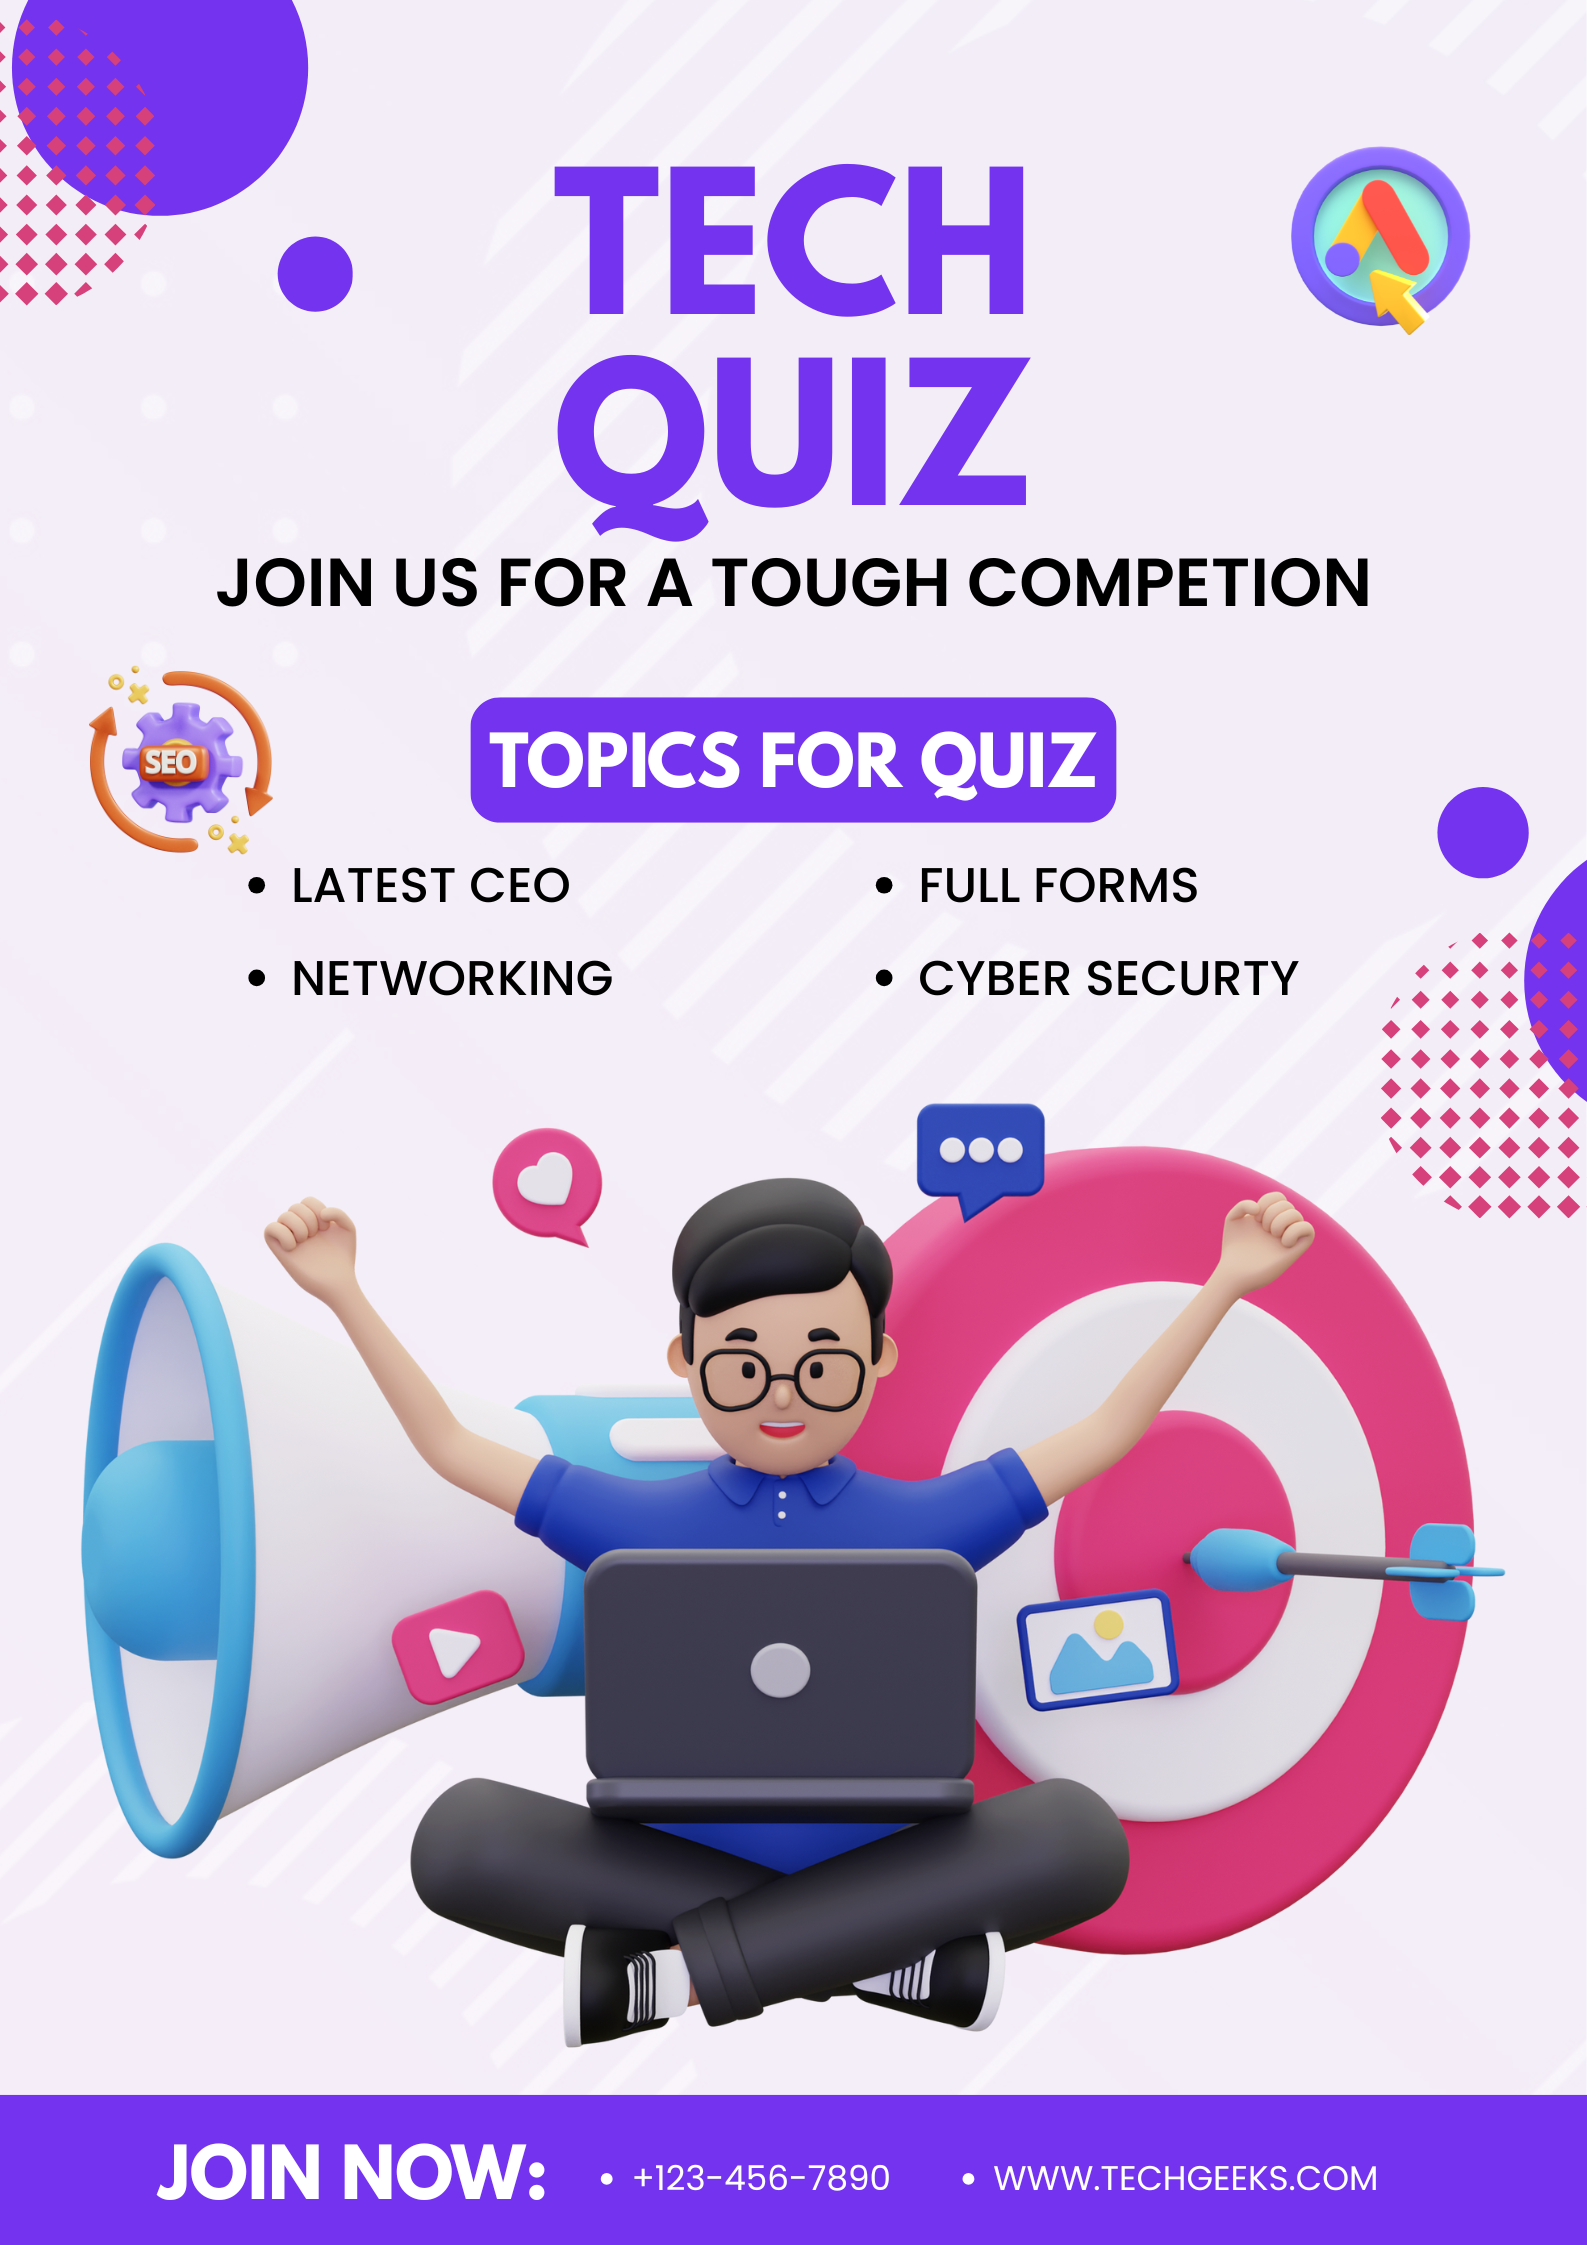 TECH
QUIZ
JOIN US FOR A TOUGH COMPETION
SEO
TOPICS FOR QUIZ
• LATEST CEO
• NETWORKING
• FULL FORMS
• CYBER SECURTY
JOIN NOW: • +123-456-7890 • WWW.TECHGEEKS.COM